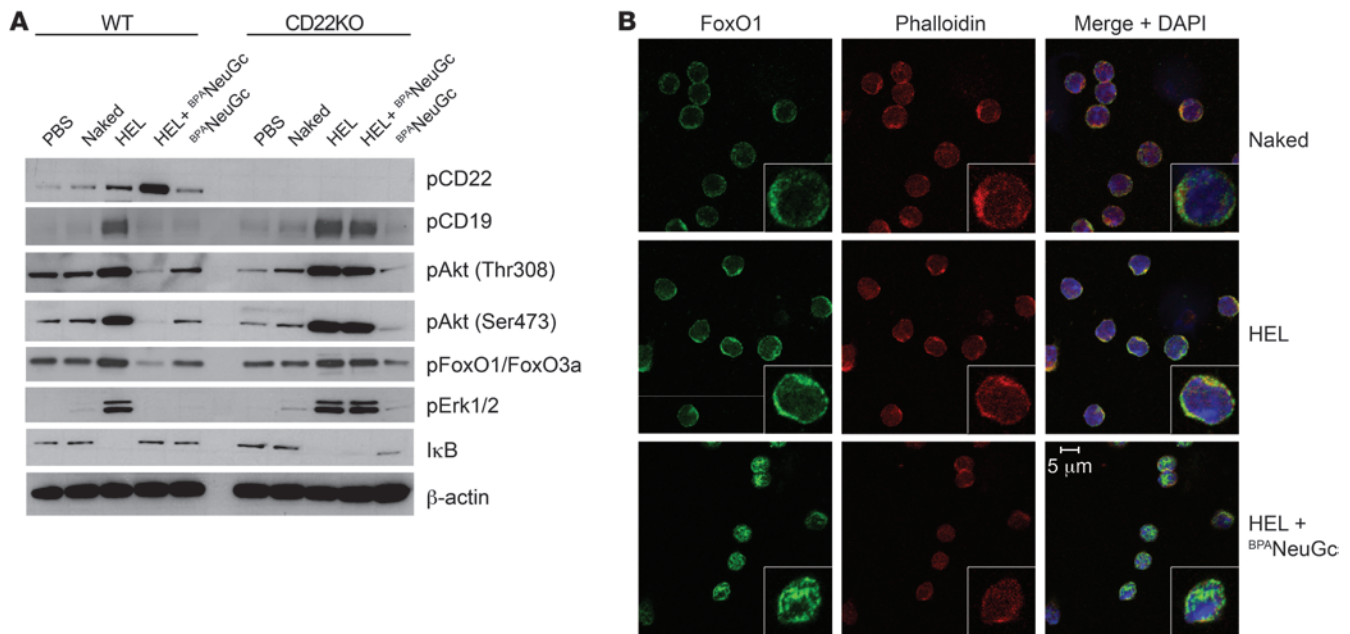 A
WT
CD22KO
PBS
Naked
HEL
HEL+ BPANeuGc
BPANeuGc
PBS
Naked
HEL
HEL+ BPANeuGc
BPANeuGc
pCD22
pCD19
pAkt (Thr308)
pAkt (Ser473)
pFoxO1/FoxO3a
pErk1/2
IκB
β-actin
B
FoxO1
Phalloidin
Merge + DAPI
Naked
HEL
5 μm
HEL +
BPANeuGc